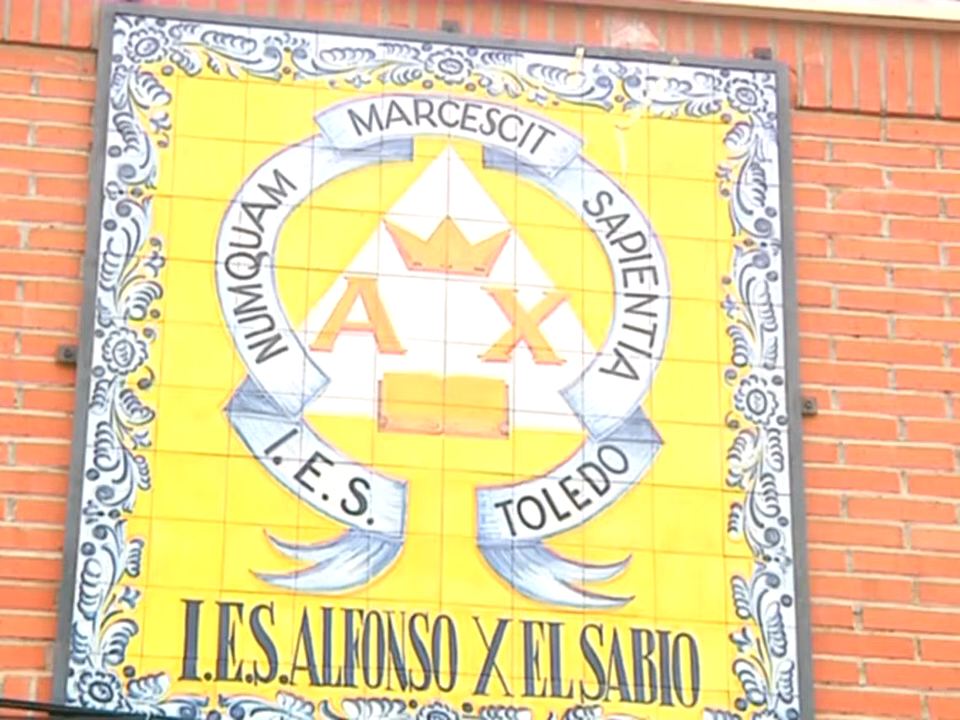 NUMQUAM MARCESCIT SAPIENTIA
A X
I.E.S. TOLEDO
I.E.S. ALFONSO X EL SABIO